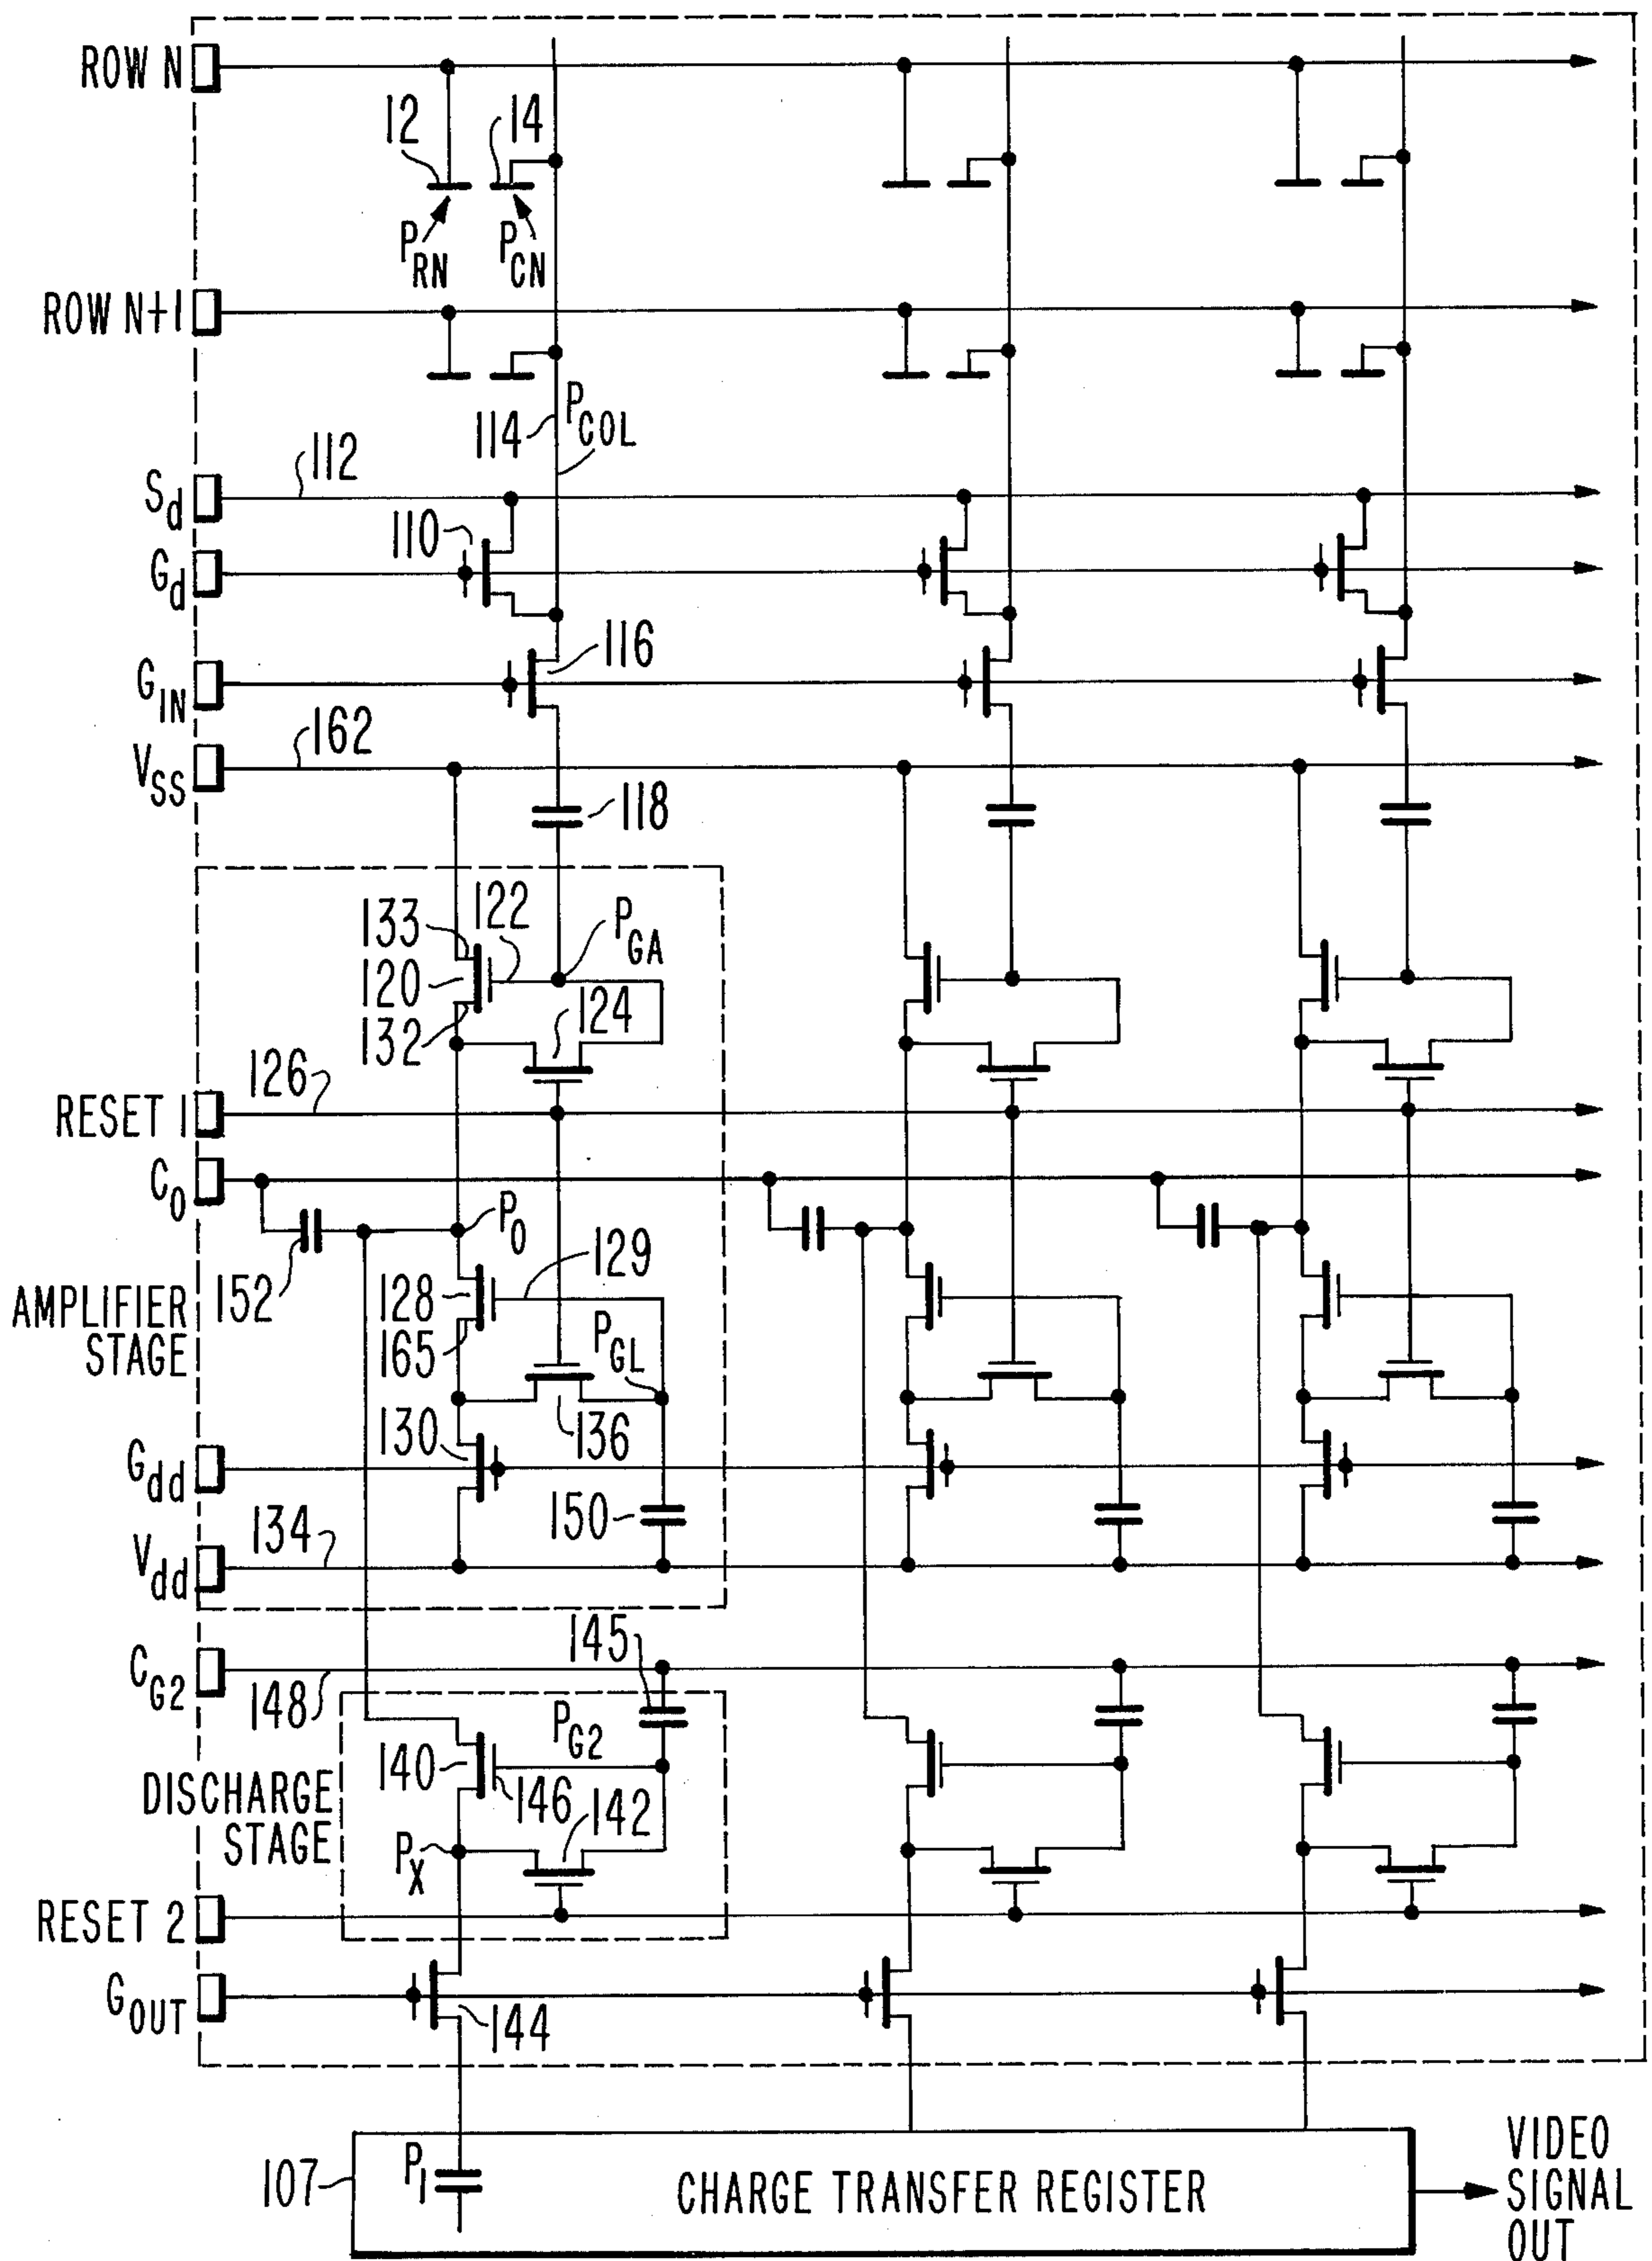 ROW N
12
14
P_RN
P_CN
ROW N+1
114
P_COL
S_d
112
110
G_d
G_IN
116
V_SS
162
118
133
122
P_GA
120
124
132
126
RESET 1
C_0
P_0
129
AMPLIFIER
STAGE
152
128
165
P_GL
130
136
G_dd
134
150
V_dd
145
C_G2
148
P_G2
140
146
142
DISCHARGE
STAGE
P_X
RESET 2
G_OUT
144
107
P_1
CHARGE TRANSFER REGISTER
VIDEO
SIGNAL
OUT